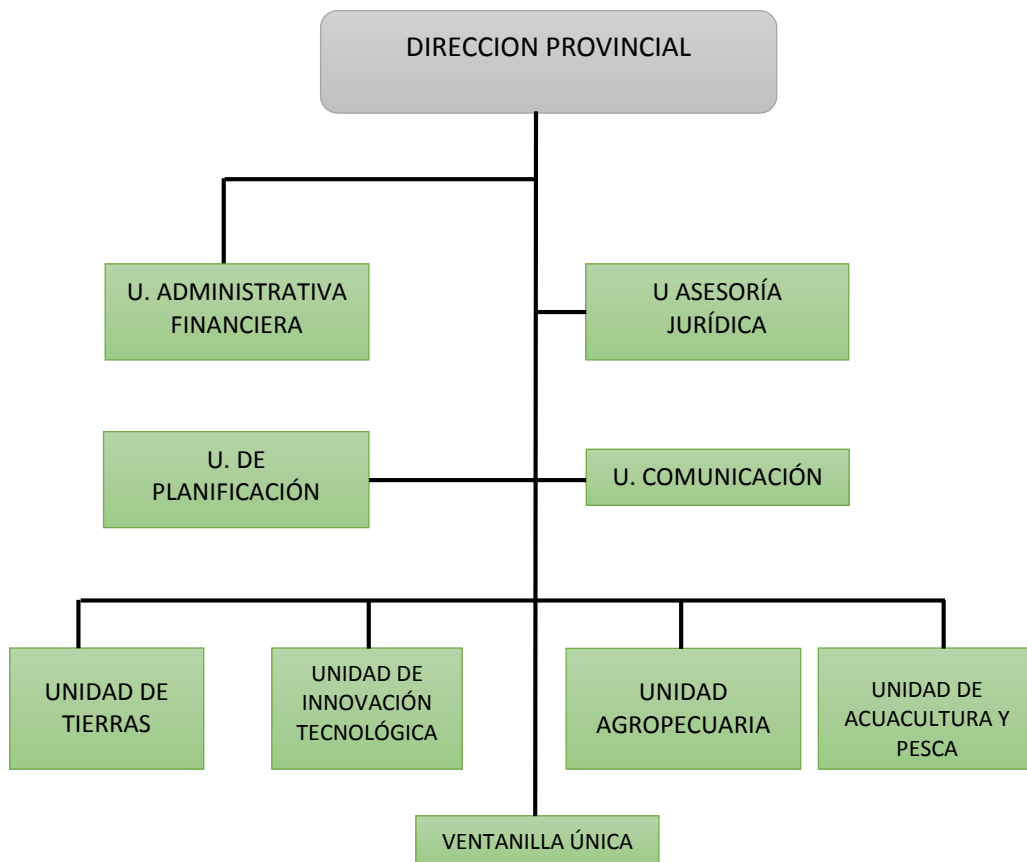 DIRECCION PROVINCIAL
U. ADMINISTRATIVA
FINANCIERA
U ASESORÍA
JURÍDICA
U. DE
PLANIFICACIÓN
U. COMUNICACIÓN
UNIDAD DE
TIERRAS
UNIDAD DE
INNOVACIÓN
TECNOLÓGICA
UNIDAD
AGROPECUARIA
UNIDAD DE
ACUACULTURA Y
PESCA
VENTANILLA ÚNICA